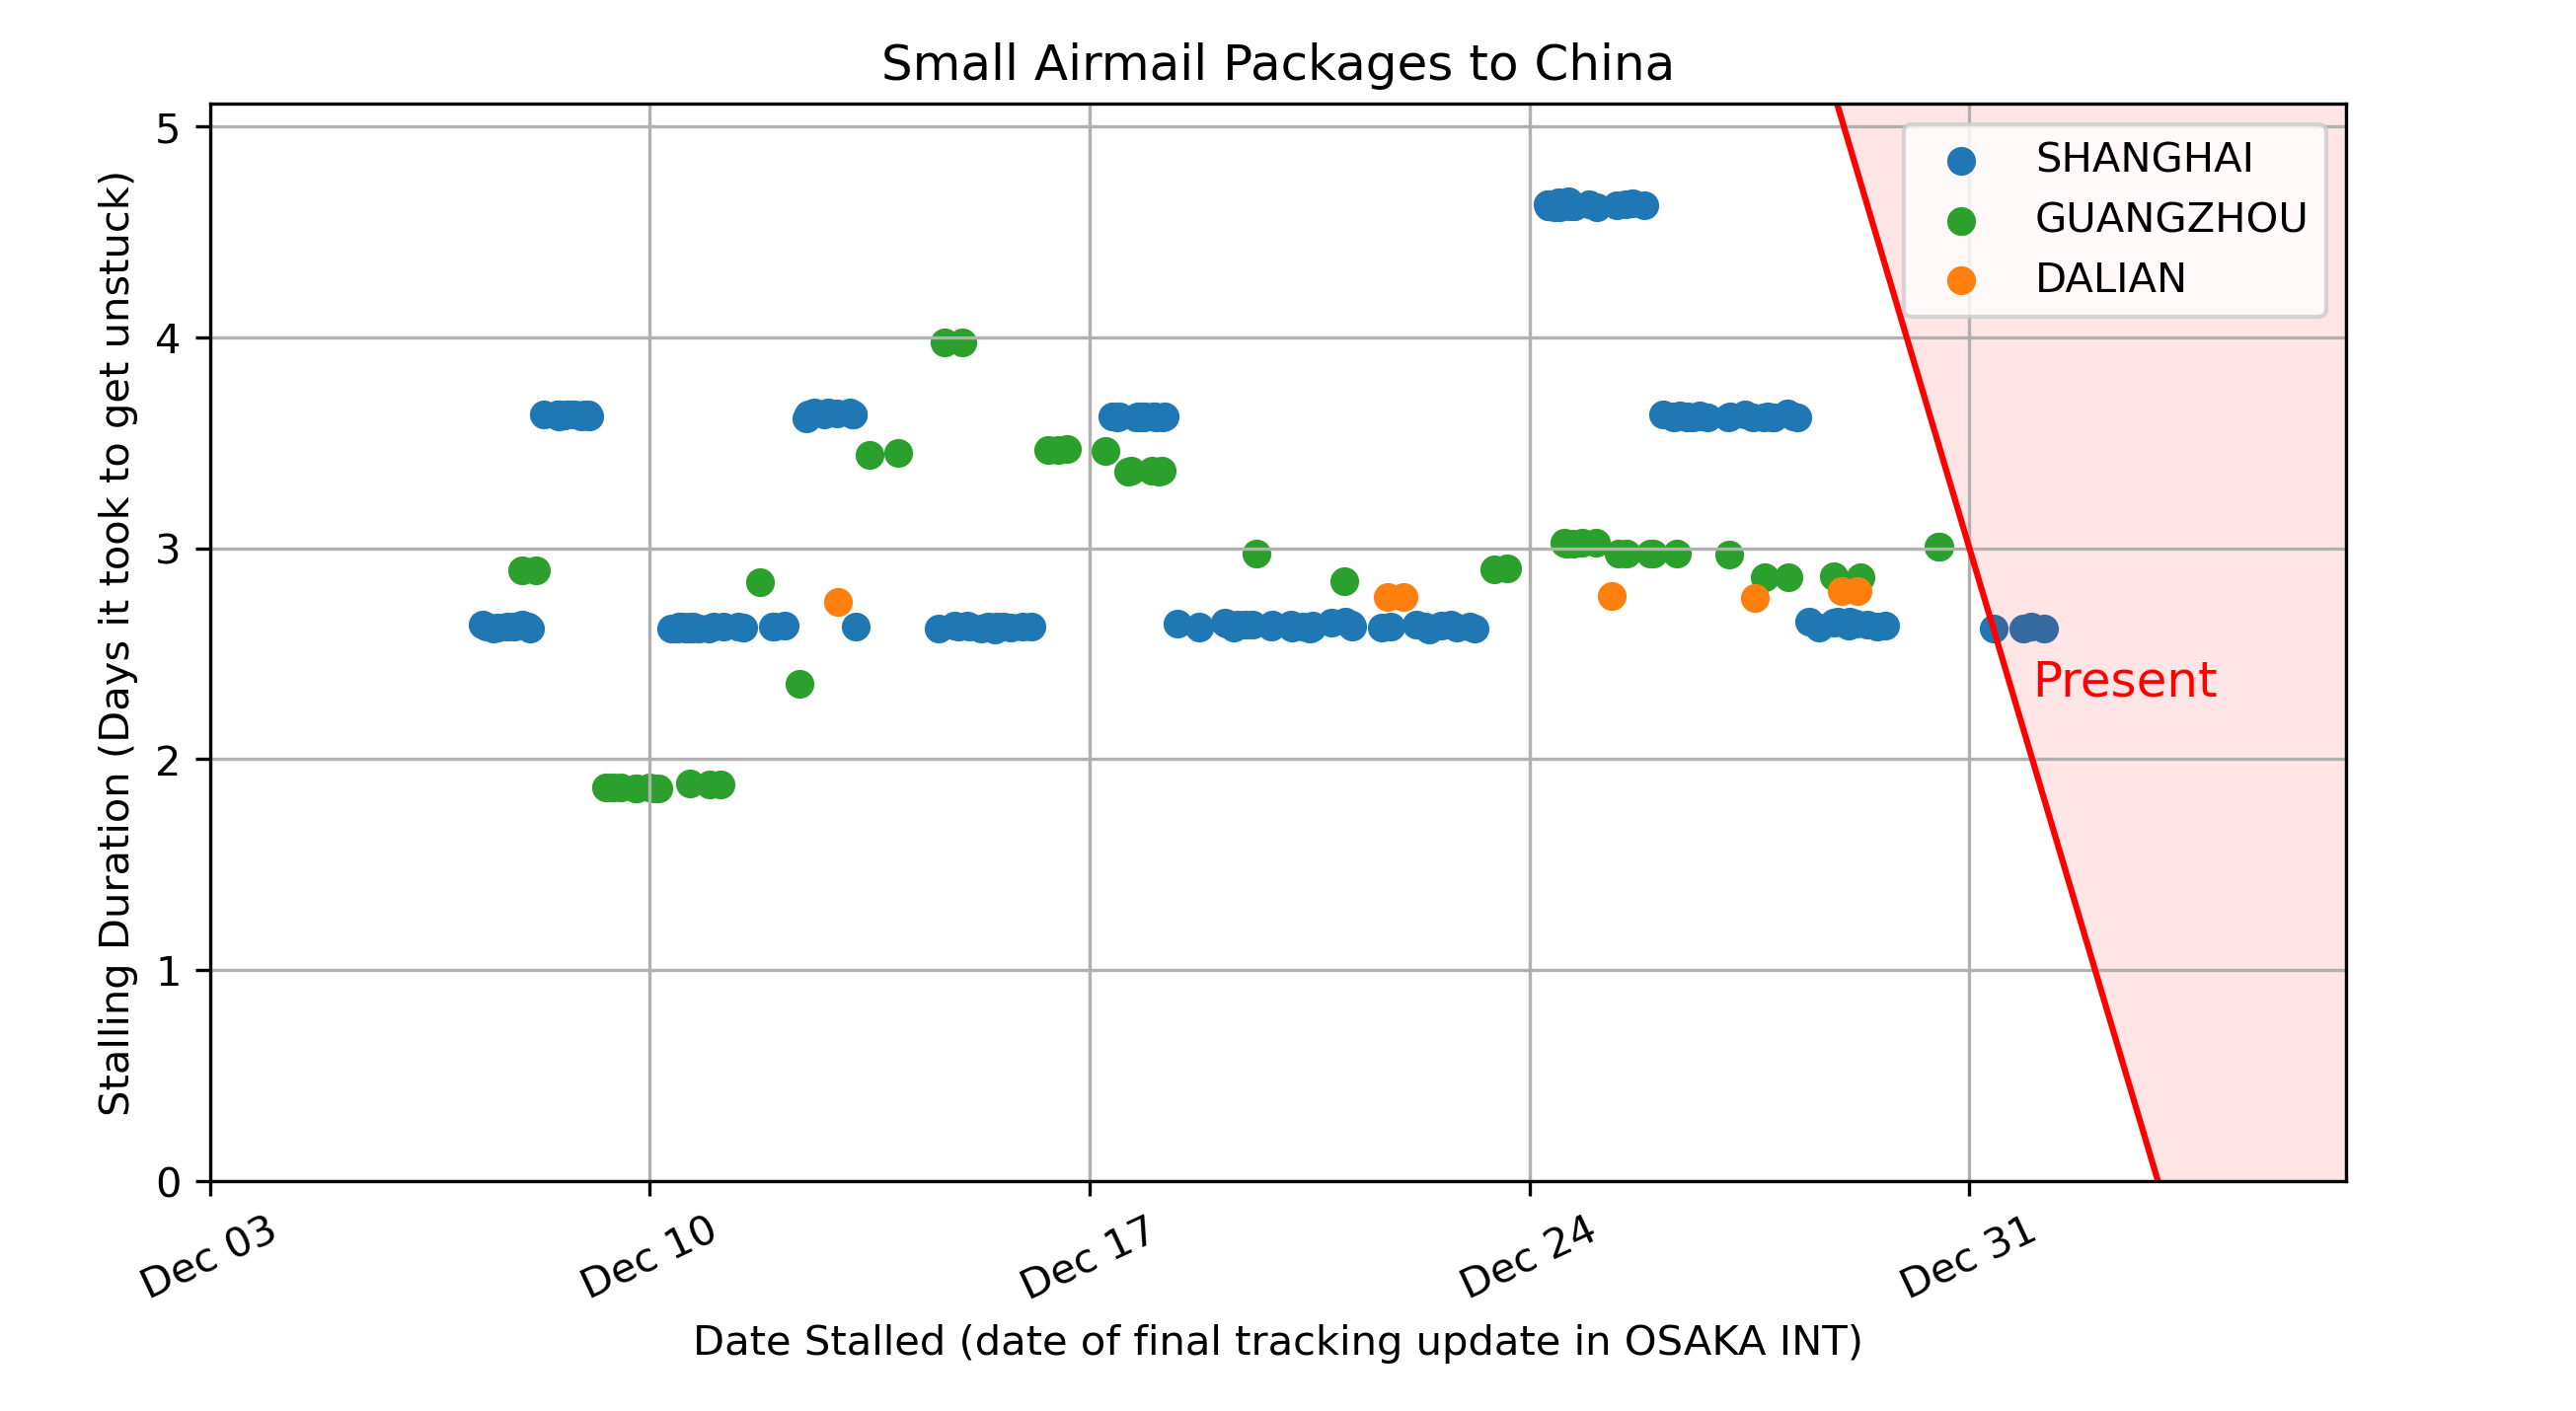 Small Airmail Packages to China
Stalling Duration (Days it took to get unstuck)
5
4
3
2
1
0
SHANGHAI
GUANGZHOU
DALIAN
Present
Dec 03
Dec 10
Dec 17
Dec 24
Dec 31
Date Stalled (date of final tracking update in OSAKA INT)